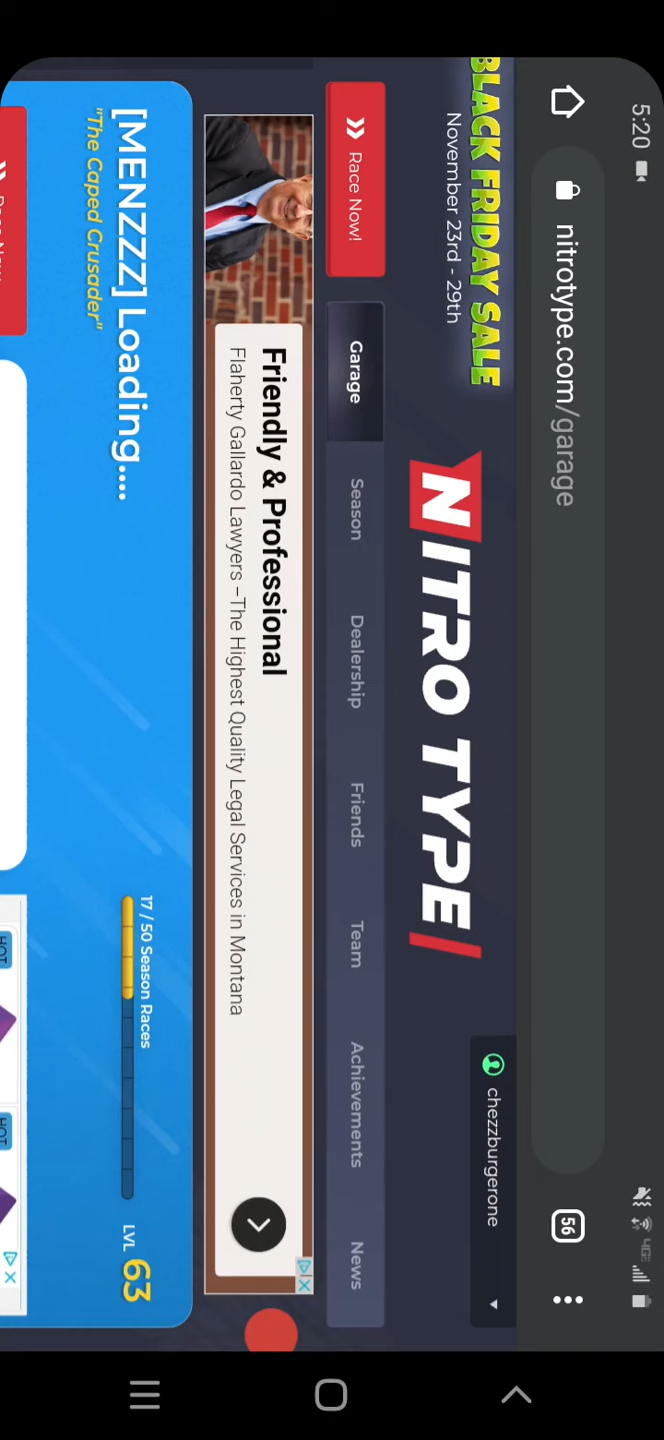 5:20
nitrotype.com/garage
56
4GE
BLACK FRIDAY SALE
November 23rd - 29th
NITRO TYPE
chezzburgerone
Race Now!
Garage
Season
Dealership
Friends
Team
Achievements
News
Friendly & Professional
Flaherty Gallardo Lawyers –The Highest Quality Legal Services in Montana
[MENZZZ] Loading....
"The Caped Crusader"
17 / 50 Season Races
LVL 63
HOT
HOT